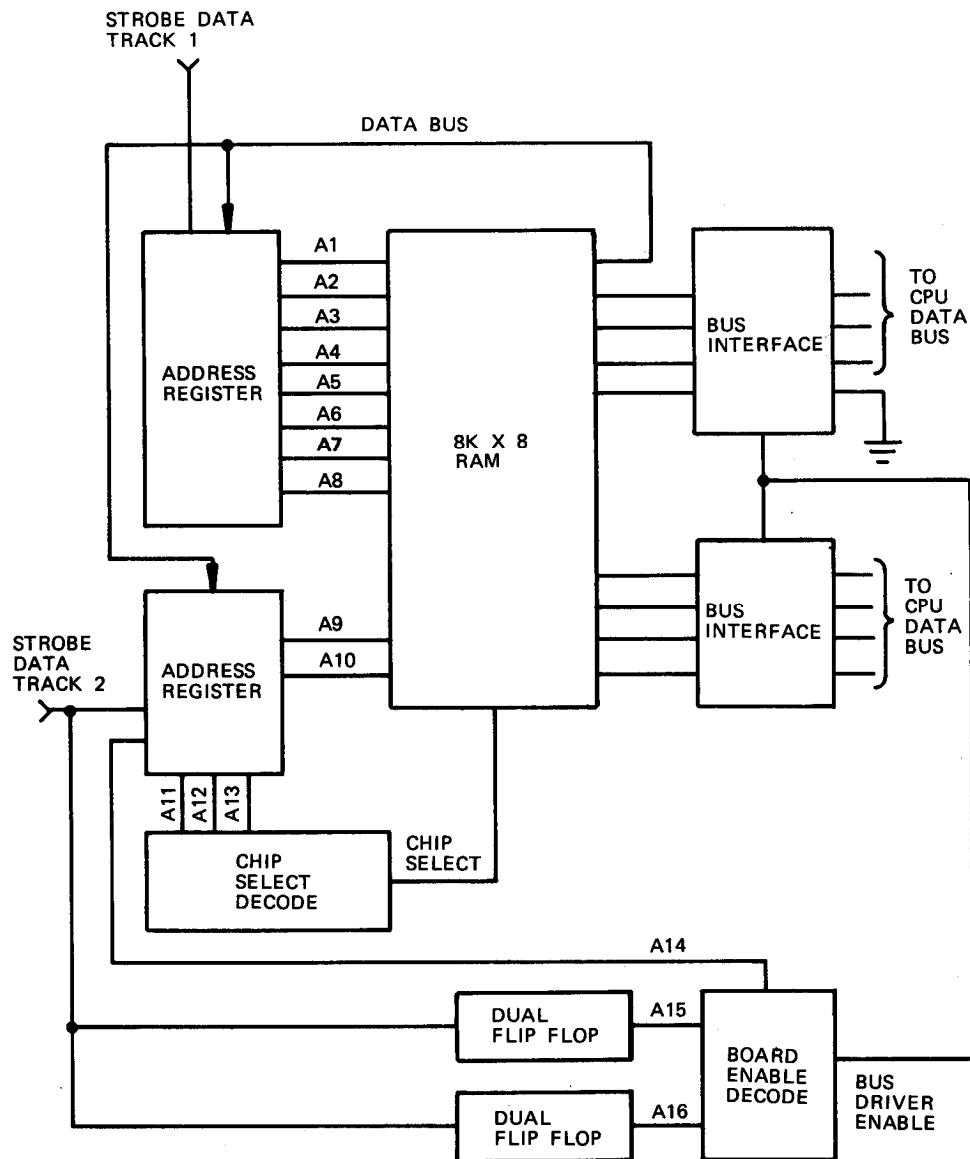 STROBE DATA
TRACK 1
DATA BUS
A1
A2
A3
A4
A5
A6
A7
A8
ADDRESS
REGISTER
8K X 8
RAM
BUS
INTERFACE
TO
CPU
DATA
BUS
BUS
INTERFACE
TO
CPU
DATA
BUS
STROBE
DATA
TRACK 2
ADDRESS
REGISTER
A9
A10
A11
A12
A13
CHIP
SELECT
DECODE
CHIP
SELECT
A14
DUAL
FLIP FLOP
A15
BOARD
ENABLE
DECODE
DUAL
FLIP FLOP
A16
BUS
DRIVER
ENABLE